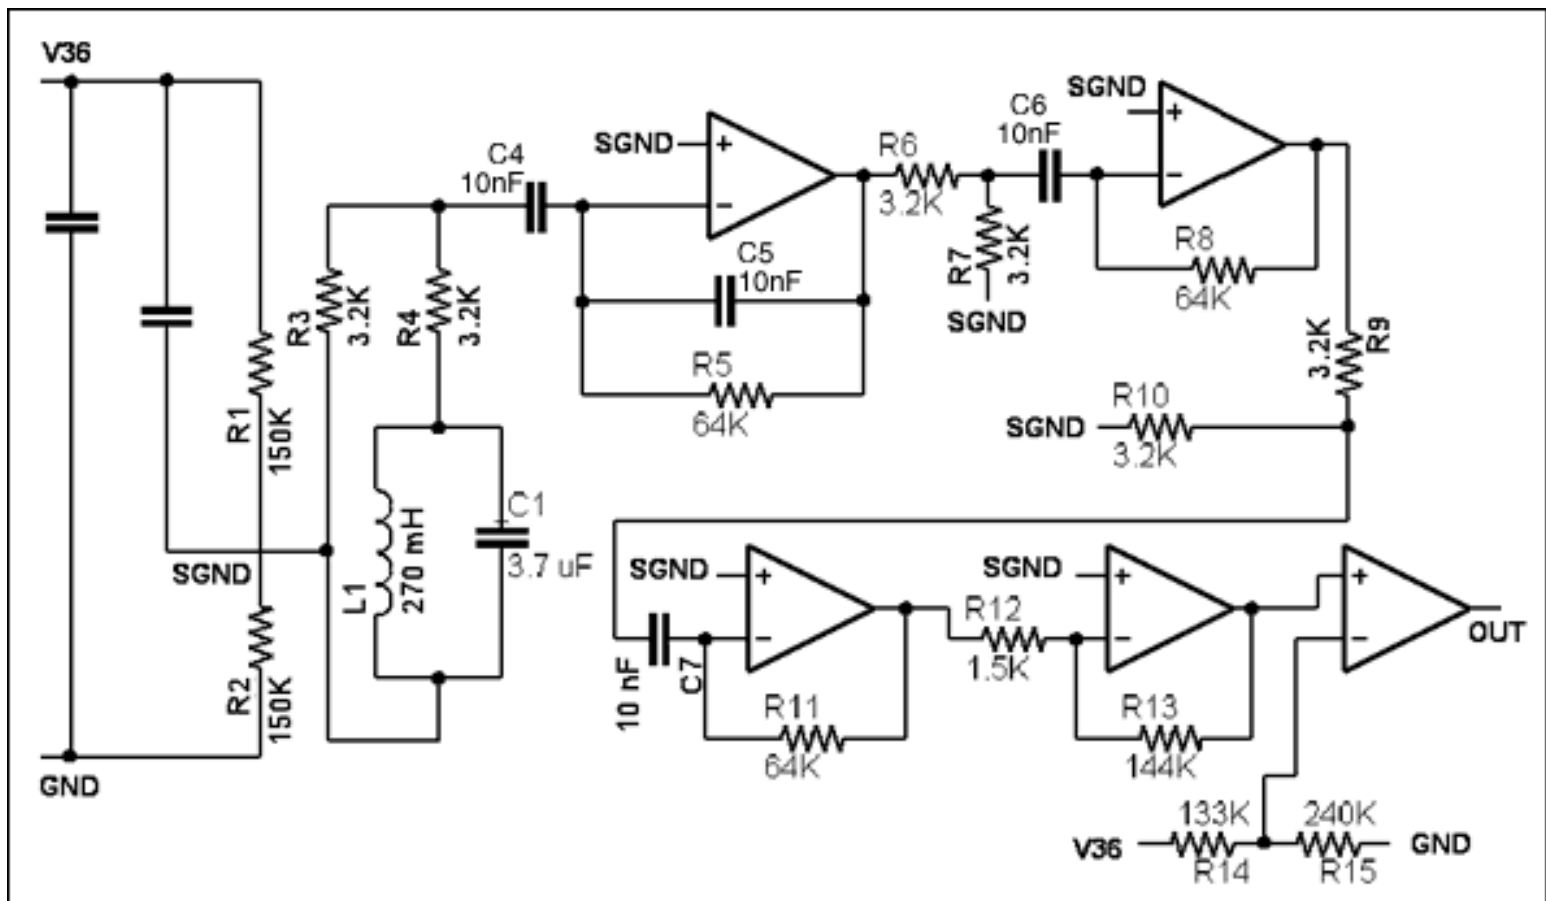 V36
SGND
C6
10nF
SGND
C4
10nF
R6
3.2K
R7
3.2K
SGND
R8
64K
C5
10nF
R3
3.2K
R4
3.2K
R5
64K
R1
150K
R9
3.2K
R10
SGND
3.2K
L1
270 mH
C1
3.7 uF
SGND
R2
150K
GND
SGND
10 nF
C7
R11
64K
SGND
R12
1.5K
R13
144K
OUT
133K
240K
V36
GND
R14
R15